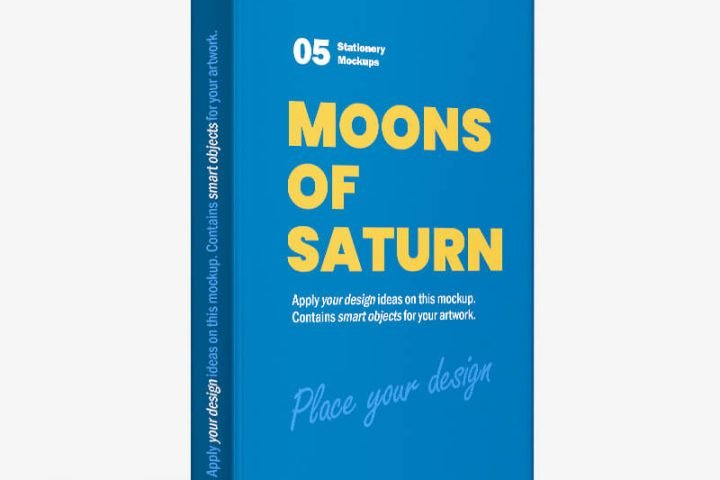 05 Stationery
Mockups
MOONS
OF
SATURN
Apply your design ideas on this mockup.
Contains smart objects for your artwork.
Place your design
Apply your design ideas on this mockup. Contains smart objects for your artwork.